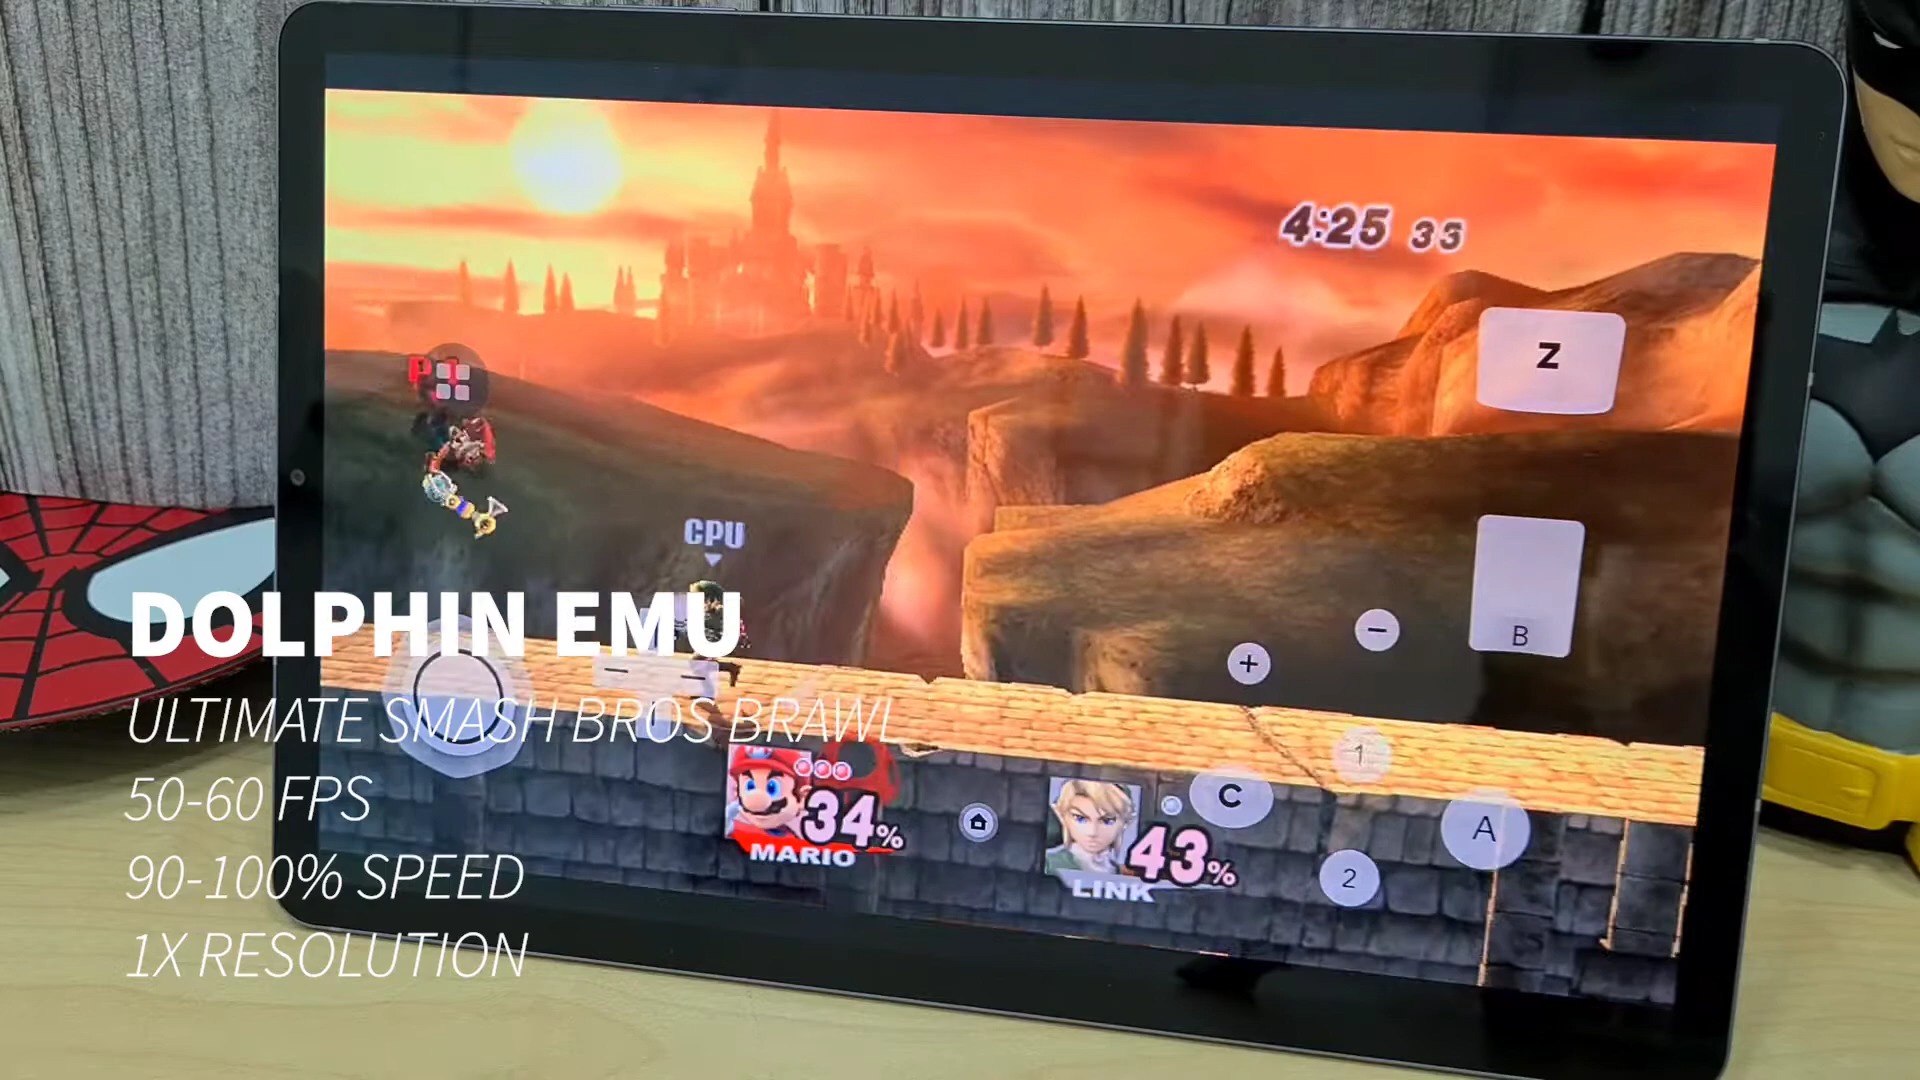 4:25 33
P1
Z
CPU
B
DOLPHIN EMU
ULTIMATE SMASH BROS BRAWL
50-60 FPS
90-100% SPEED
1X RESOLUTION
1
C
A
2
34%
MARIO
43%
LINK